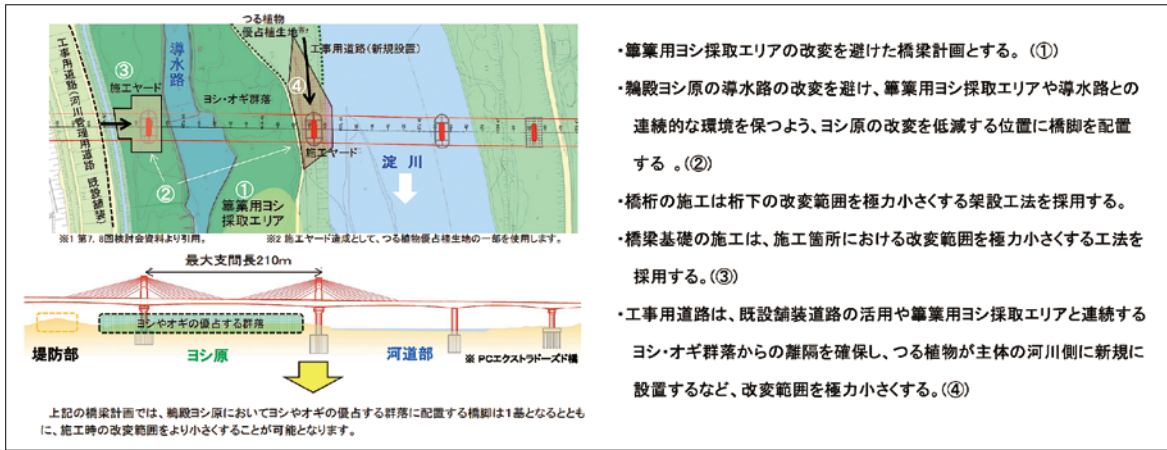 つる植物
優占植生地※2
工事用道路(新規設置)
③
施工ヤード
導水路
④
ヨシ・オギ群落
工事用道路(河川管理用道路 既設舗装)
施工ヤード
淀川
②
①
篳篥用ヨシ
採取エリア
※1 第7,8回検討会資料より引用。
※2 施工ヤード造成として、つる植物優占植生地の一部を使用します。
最大支間長210m
ヨシやオギの優占する群落
堤防部
ヨシ原
河道部
※ PCエクストラドーズド橋
上記の橋梁計画では、鵜殿ヨシ原においてヨシやオギの優占する群落に配置する橋脚は1基となるととも
に、施工時の改変範囲をより小さくすることが可能となります。
・篳篥用ヨシ採取エリアの改変を避けた橋梁計画とする。(①)
・鵜殿ヨシ原の導水路の改変を避け、篳篥用ヨシ採取エリアや導水路との
連続的な環境を保つよう、ヨシ原の改変を低減する位置に橋脚を配置
する 。(②)
・橋桁の施工は桁下の改変範囲を極力小さくする架設工法を採用する。
・橋梁基礎の施工は、施工箇所における改変範囲を極力小さくする工法を
採用する。(③)
・工事用道路は、既設舗装道路の活用や篳篥用ヨシ採取エリアと連続する
ヨシ・オギ群落からの離隔を確保し、つる植物が主体の河川側に新規に
設置するなど、改変範囲を極力小さくする。(④)